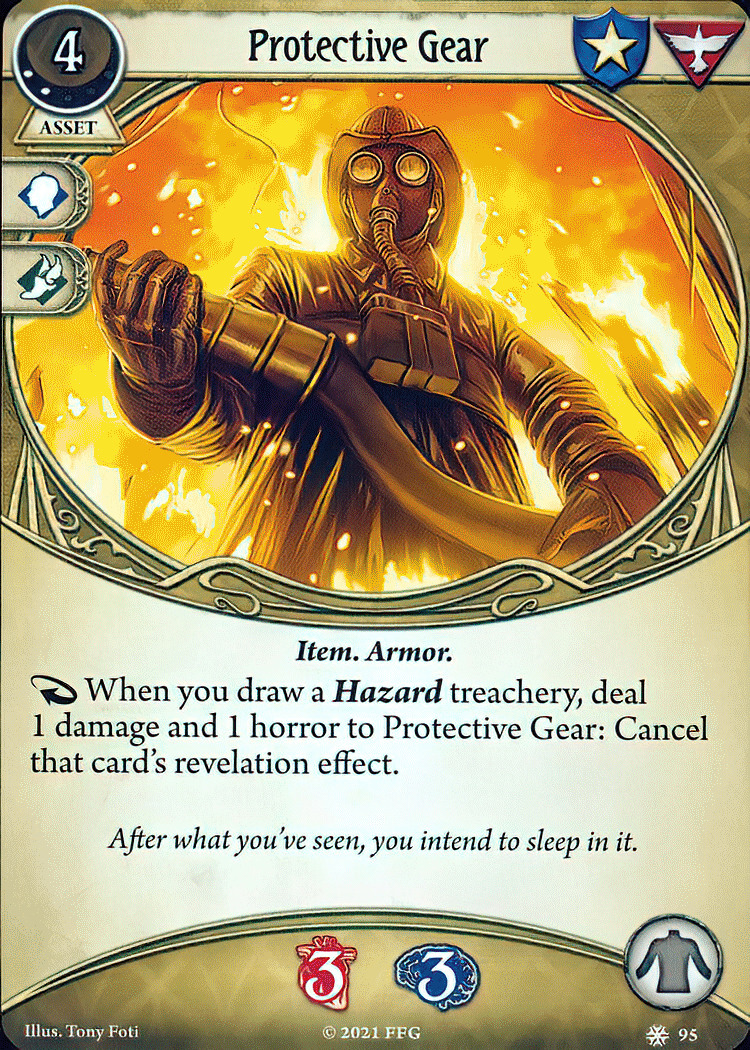 4
Protective Gear
ASSET
Item. Armor.
When you draw a Hazard treachery, deal
1 damage and 1 horror to Protective Gear: Cancel
that card's revelation effect.
After what you've seen, you intend to sleep in it.
3 3
Illus. Tony Foti © 2021 FFG 95